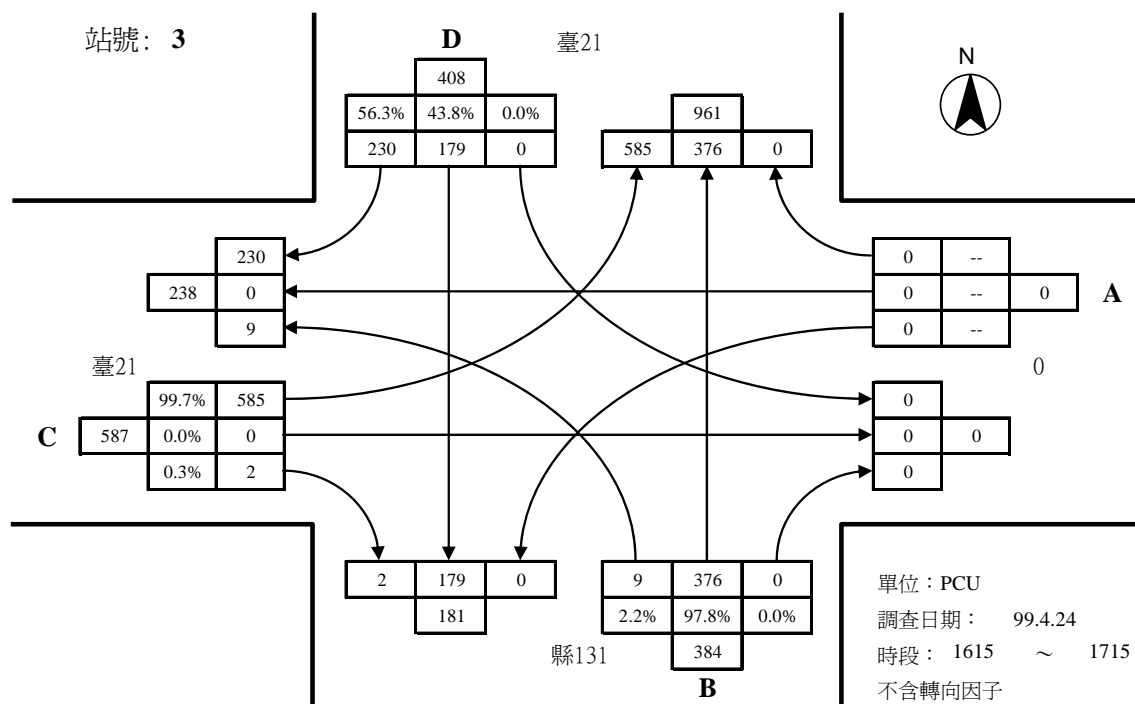 站號： 3
D
臺21
N
408
56.3% 43.8% 0.0%
230 179 0
961
585 376 0
230
238 0
9
0 --
0 -- 0
0 --
A
臺21
0
99.7% 585
C
587 0.0% 0
0.3% 2
0
0 0
0
2 179 0
181
9 376 0
2.2% 97.8% 0.0%
384
縣131
B
單位：PCU
調查日期： 99.4.24
時段： 1615 ～ 1715
不含轉向因子